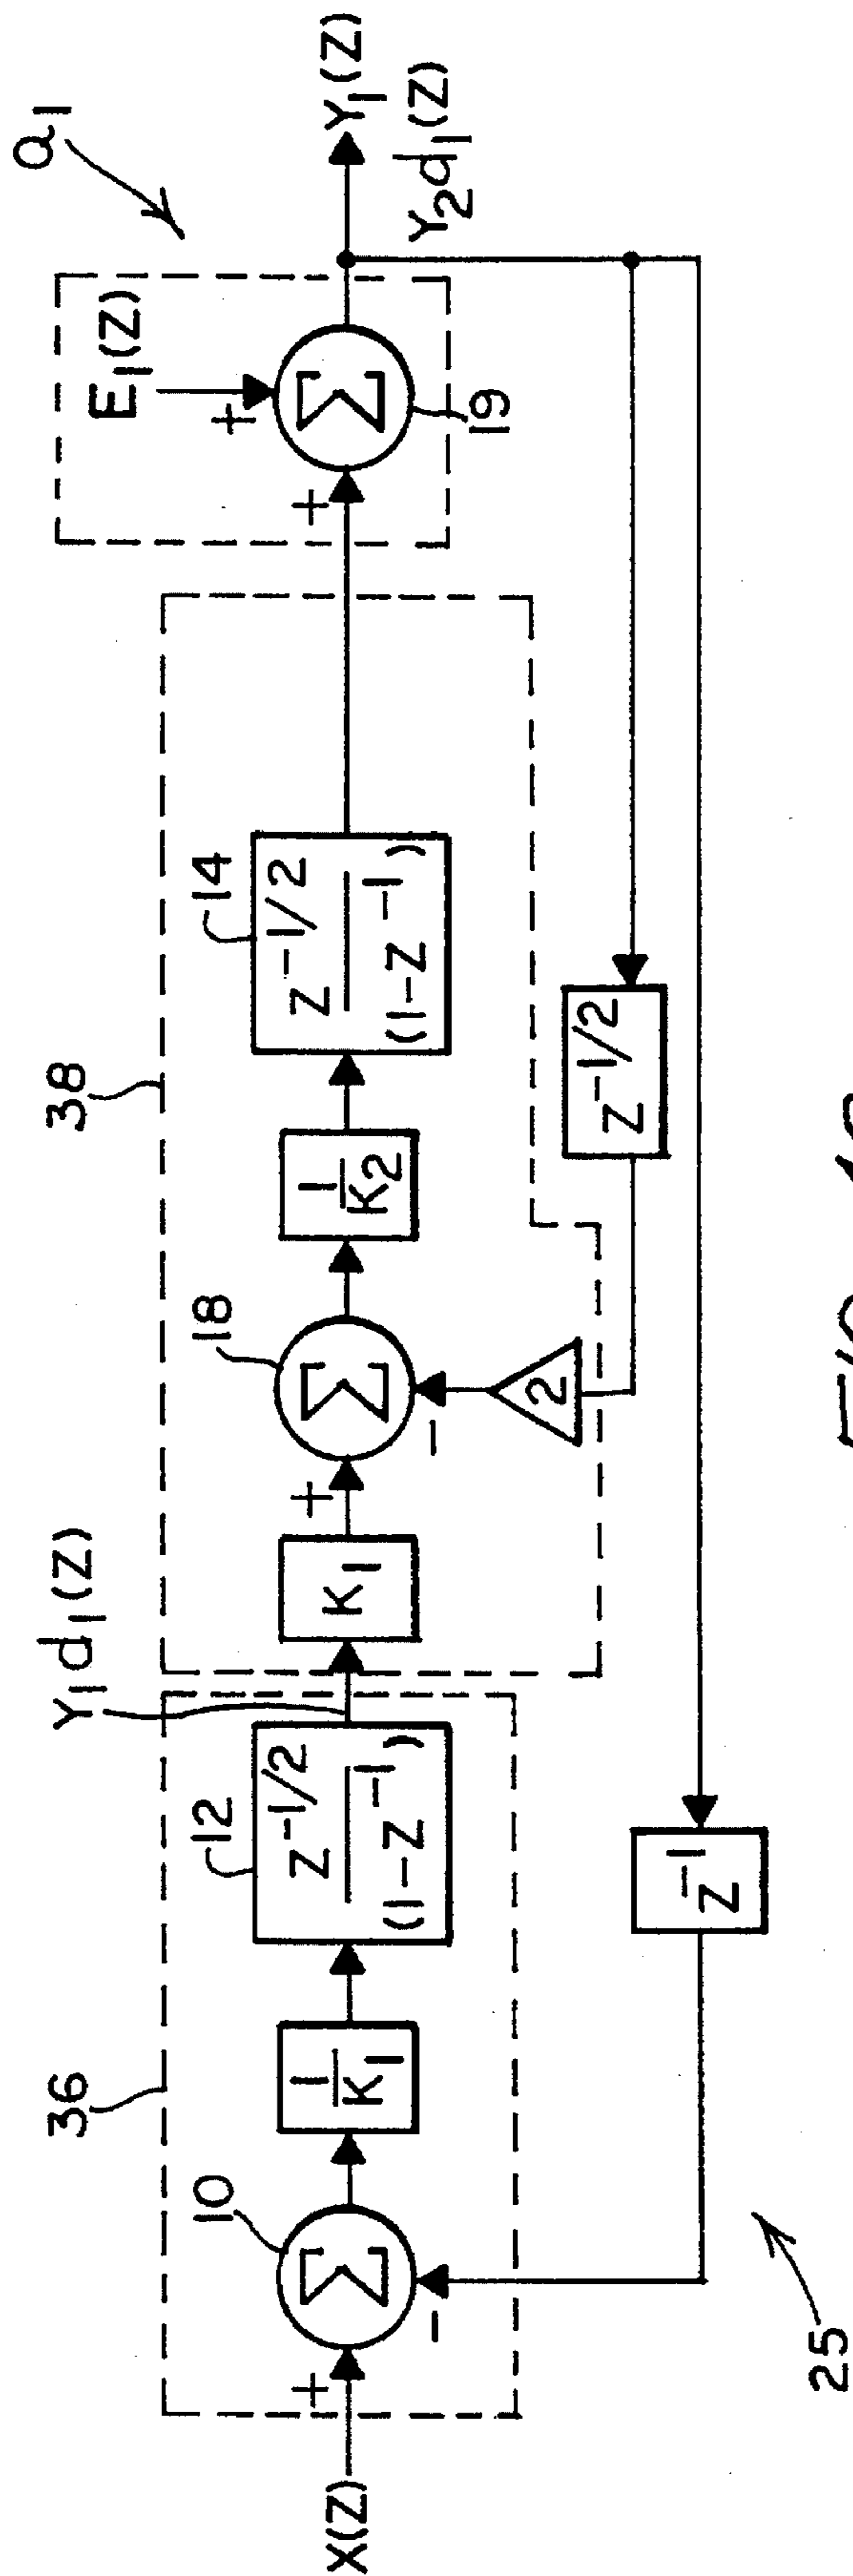 Q1
E1(Z)
Y1(Z)
Y2d1(Z)
+
+
19
38
14
Z^-1/2
(1-Z^-1)
1
K2
18
Σ
+
-
2
K1
Z^-1/2
Y1d1(Z)
36
12
Z^-1/2
(1-Z^-1)
1
K1
10
Σ
+
-
X(Z)
Z^-1
25
Σ